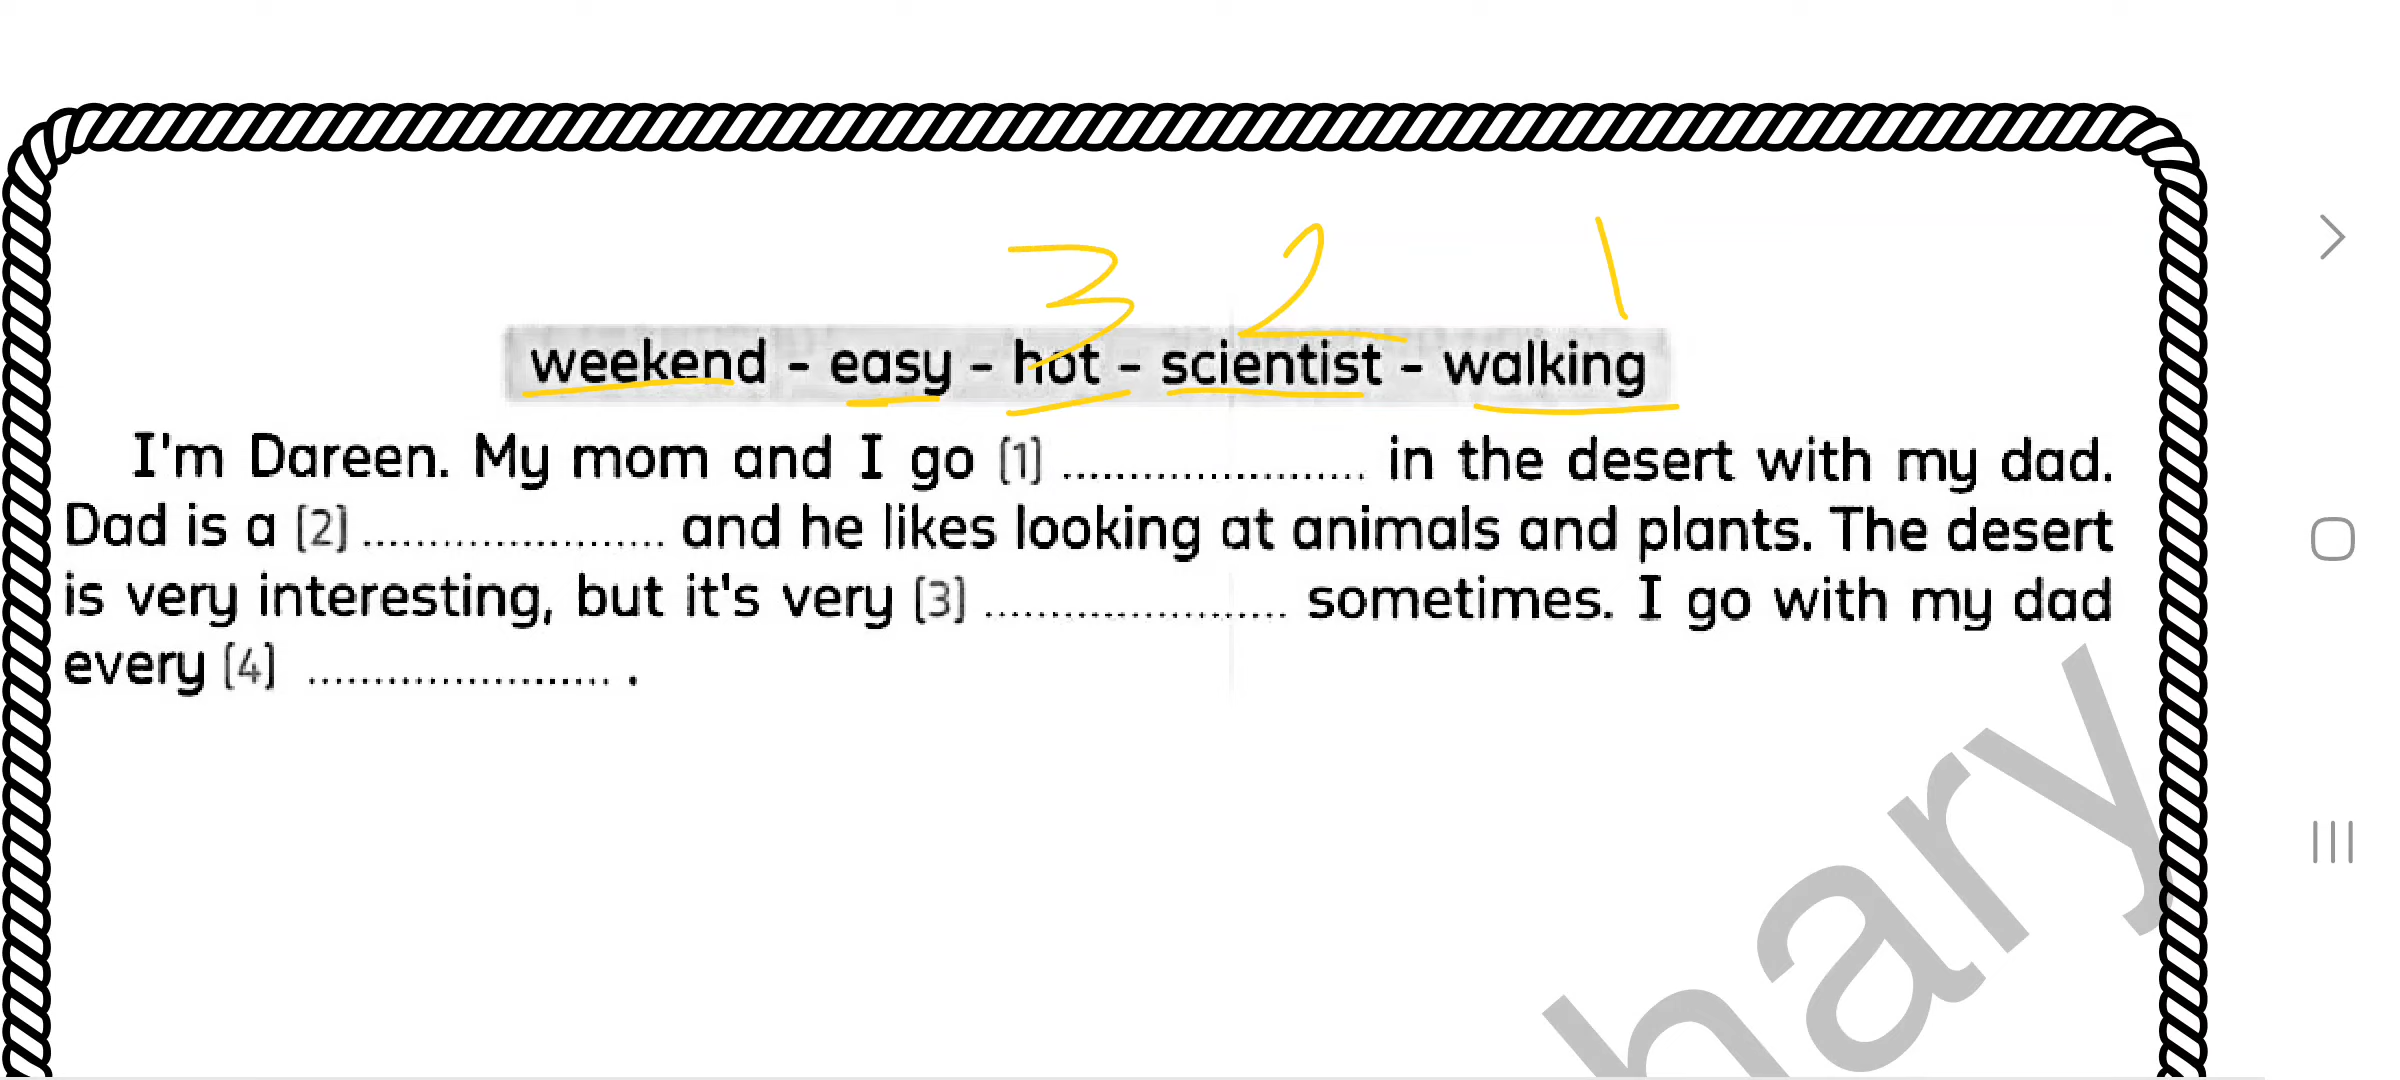 3 2 1
weekend - easy - hot - scientist - walking
I'm Dareen. My mom and I go (1) ........................ in the desert with my dad.
Dad is a (2) ........................ and he likes looking at animals and plants. The desert
is very interesting, but it's very (3) ........................ sometimes. I go with my dad
every (4) ........................ .
hary